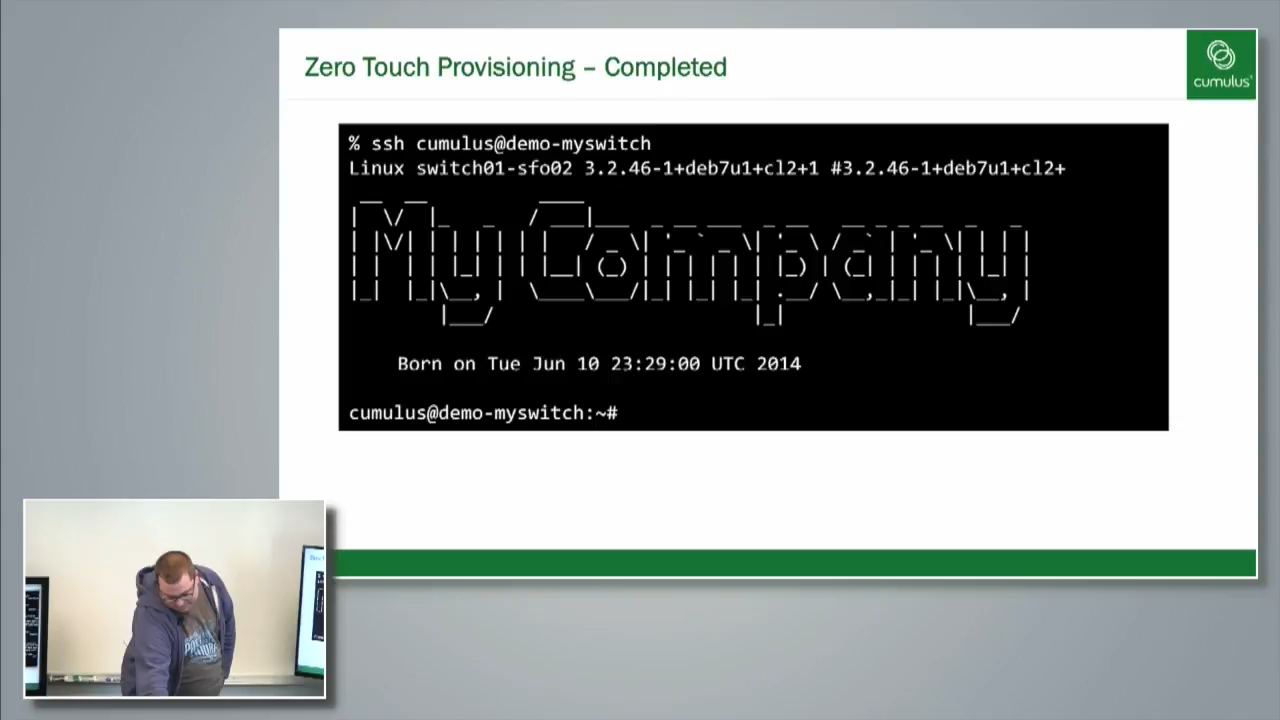 Zero Touch Provisioning – Completed
cumulus
% ssh cumulus@demo-myswitch
Linux switch01-sfo02 3.2.46-1+deb7u1+cl2+1 #3.2.46-1+deb7u1+cl2+
My Company
Born on Tue Jun 10 23:29:00 UTC 2014
cumulus@demo-myswitch:~#